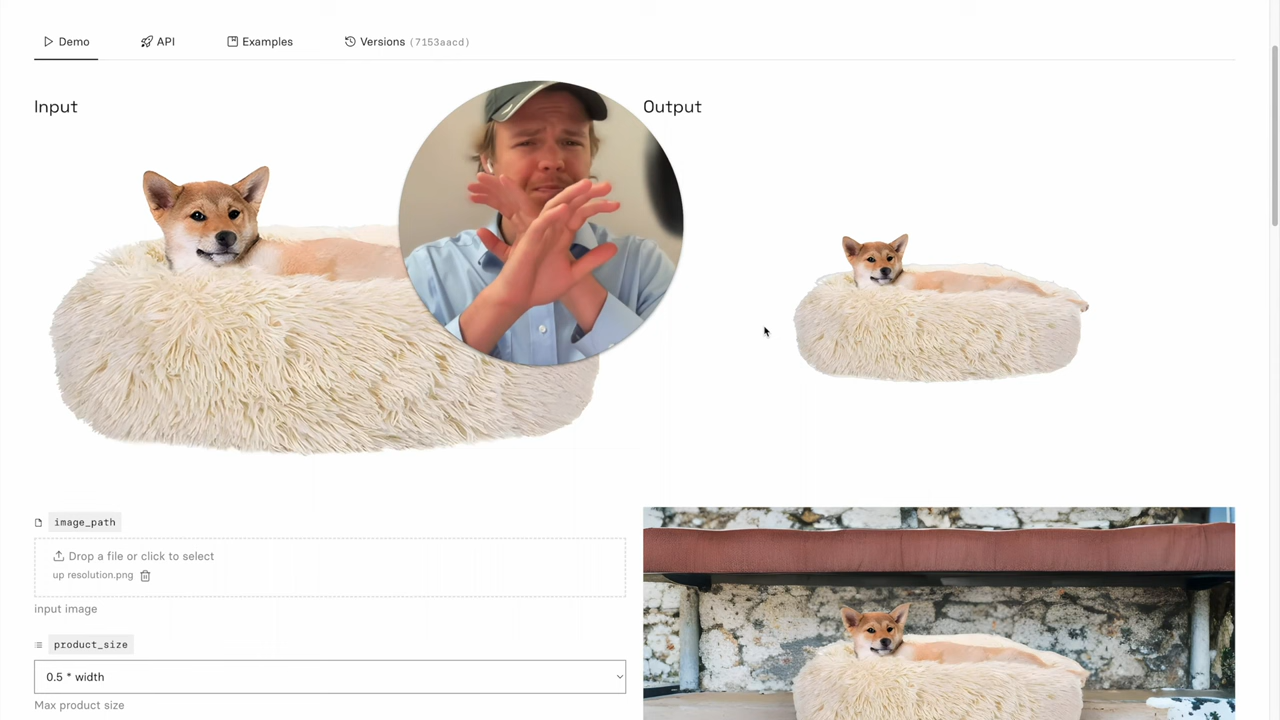 Demo
API
Examples
Versions (7153aacd)
Input
Output
image_path
Drop a file or click to select
up resolution.png
input image
product_size
0.5 * width
Max product size